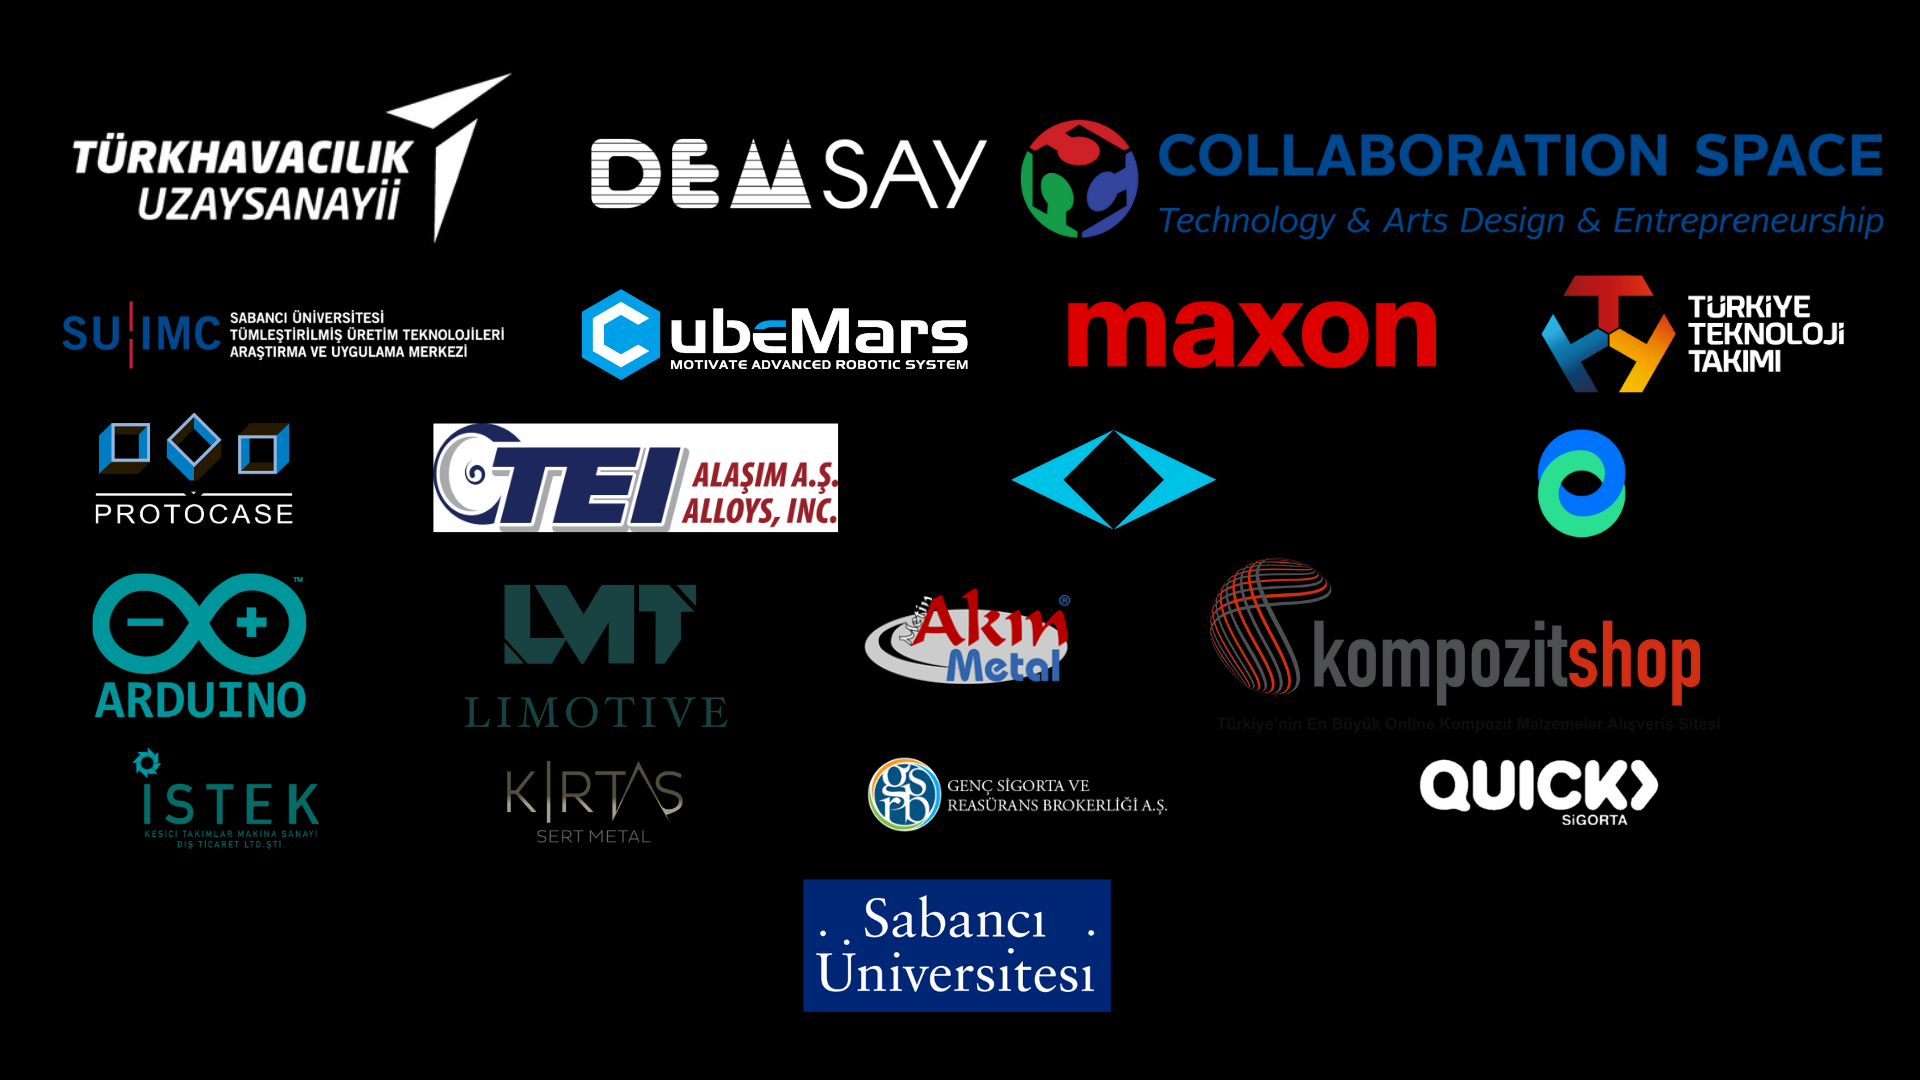 TÜRKHAVACILIK
UZAYSANAYİİ
DEMSAY
COLLABORATION SPACE
Technology & Arts Design & Entrepreneurship
SU IMC
SABANCI ÜNİVERSİTESİ
TÜMLEŞTİRİLMİŞ ÜRETİM TEKNOLOJİLERİ
ARAŞTIRMA VE UYGULAMA MERKEZİ
CubeMars
MOTIVATE ADVANCED ROBOTIC SYSTEM
maxon
TÜRKİYE
TEKNOLOJİ
TAKIMI
PROTOCASE
TEI
ALAŞIM A.Ş.
ALLOYS, INC.
ARDUINO
TM
LMT
LIMOTIVE
Metin
Akın
®
Metal
kompozitshop
Türkiye'nin En Büyük Online Kompozit Malzemeler Alışveriş Sitesi
İSTEK
KESİCİ TAKIMLAR MAKİNA SANAYİ
DIŞ TİCARET LTD.ŞTİ.
KIRTAS
SERT METAL
gsrb
GENÇ SİGORTA VE
REASÜRANS BROKERLİĞİ A.Ş.
QUICK
SİGORTA
Sabancı
Üniversitesi